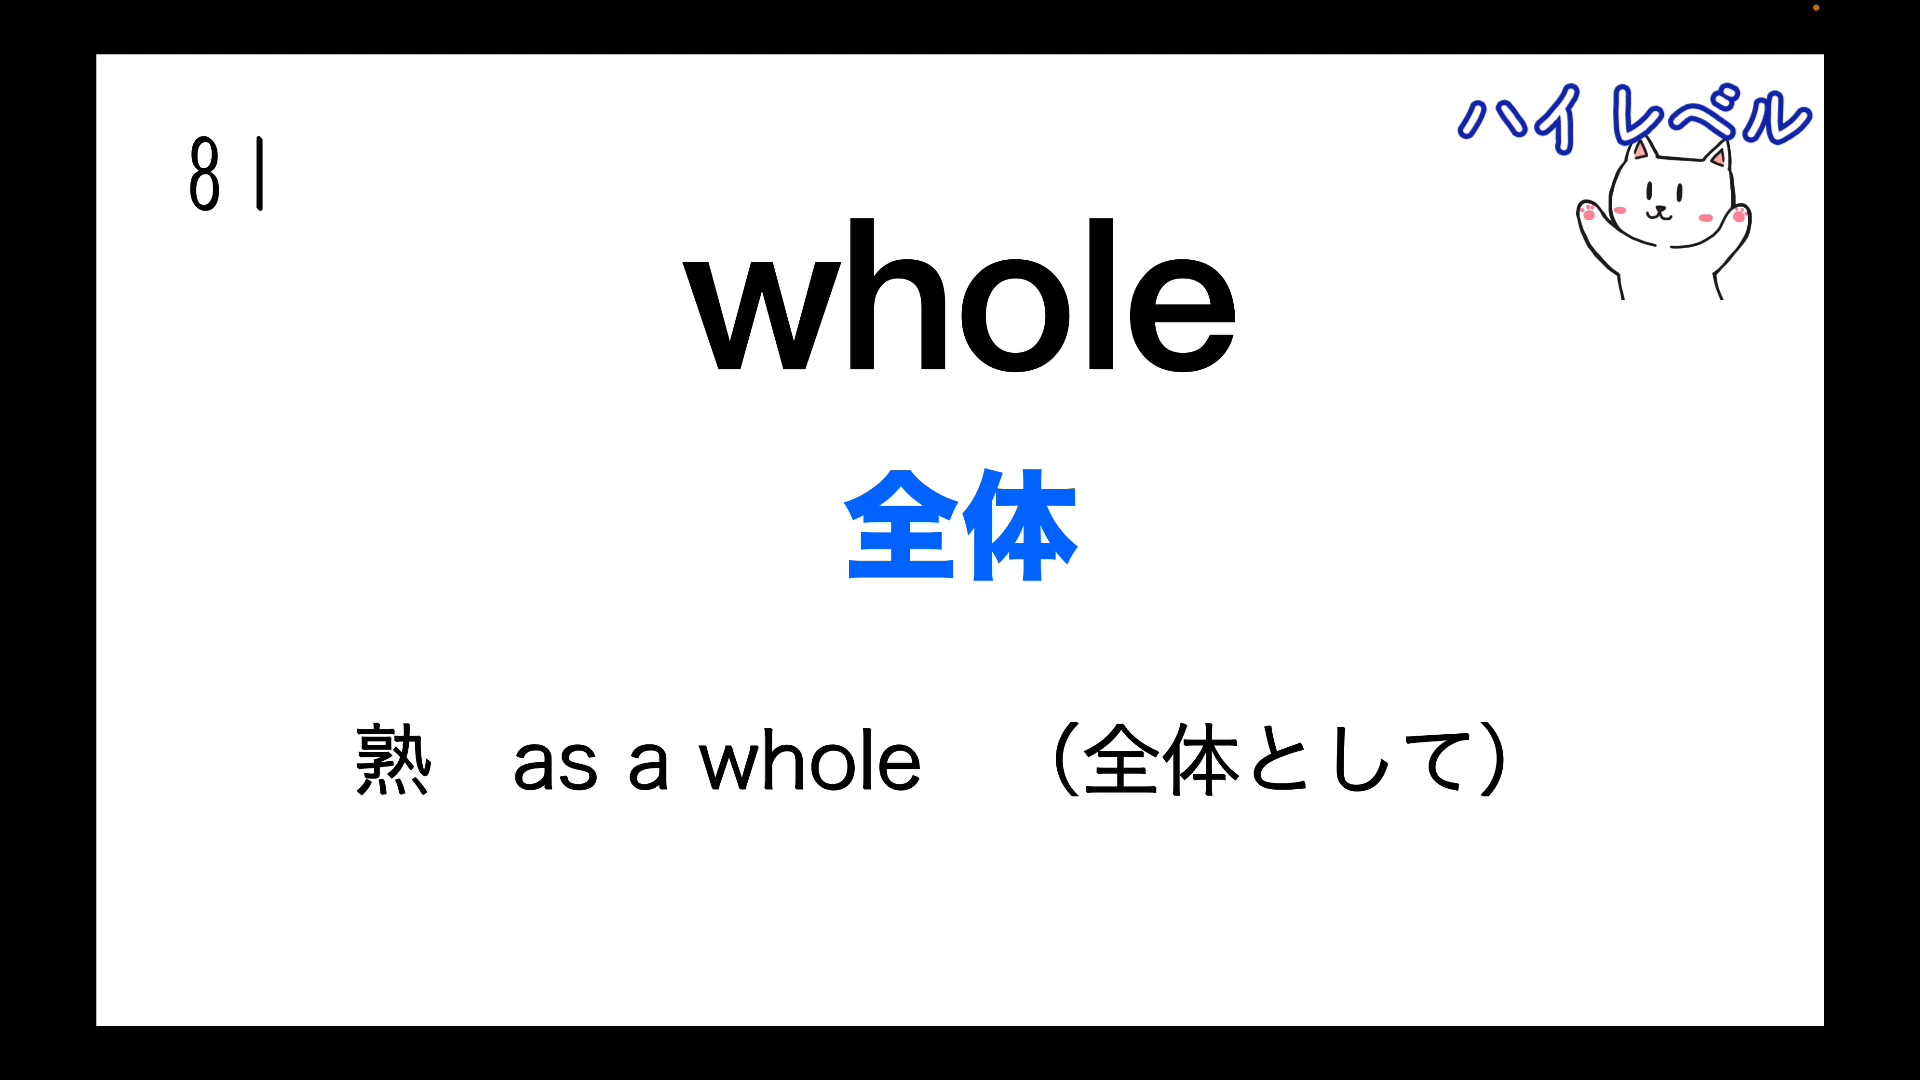 81
ハイレベル
whole
全体
熟　as a whole　（全体として）